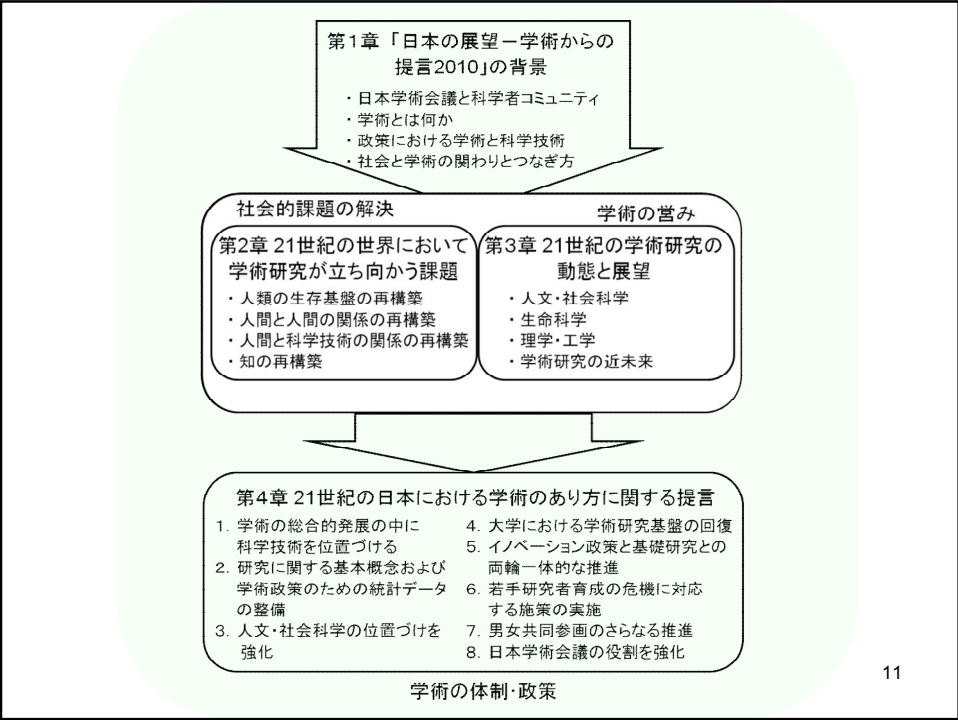 第1章「日本の展望－学術からの
提言2010」の背景
・日本学術会議と科学者コミュニティ
・学術とは何か
・政策における学術と科学技術
・社会と学術の関わりとつなぎ方
社会的課題の解決
第2章 21世紀の世界において
学術研究が立ち向かう課題
・人類の生存基盤の再構築
・人間と人間の関係の再構築
・人間と科学技術の関係の再構築
・知の再構築
学術の営み
第3章 21世紀の学術研究の
動態と展望
・人文・社会科学
・生命科学
・理学・工学
・学術研究の近未来
第4章 21世紀の日本における学術のあり方に関する提言
1. 学術の総合的発展の中に
科学技術を位置づける
2. 研究に関する基本概念および
学術政策のための統計データ
の整備
3. 人文・社会科学の位置づけを
強化
4. 大学における学術研究基盤の回復
5. イノベーション政策と基礎研究との
両輪一体的な推進
6. 若手研究者育成の危機に対応
する施策の実施
7. 男女共同参画のさらなる推進
8. 日本学術会議の役割を強化
学術の体制・政策
11